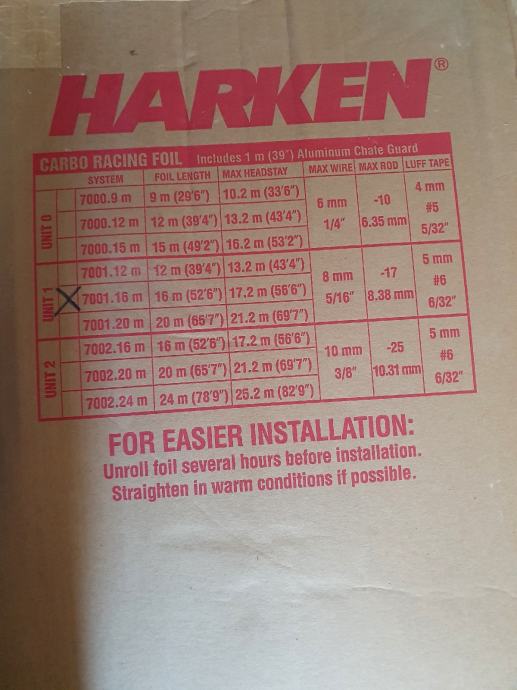 HARKEN®
CARBO RACING FOIL Includes 1 m (39") Aluminum Chafe Guard MAX WIRE MAX ROD LUFF TAPE
SYSTEM FOIL LENGTH MAX HEADSTAY
UNIT 0
7000.9 m 9 m (29'6") 10.2 m (33'6")
7000.12 m 12 m (39'4") 13.2 m (43'4")
7000.15 m 15 m (49'2") 16.2 m (53'2")
6 mm -10 4 mm
1/4" 6.35 mm #5
5/32"
UNIT 1
7001.12 m 12 m (39'4") 13.2 m (43'4")
X 7001.16 m 16 m (52'6") 17.2 m (56'6")
7001.20 m 20 m (65'7") 21.2 m (69'7")
8 mm -17 5 mm
5/16" 8.38 mm #6
6/32"
UNIT 2
7002.16 m 16 m (52'6") 17.2 m (56'6")
7002.20 m 20 m (65'7") 21.2 m (69'7")
7002.24 m 24 m (78'9") 25.2 m (82'9")
10 mm -25 5 mm
3/8" 10.31 mm #6
6/32"
FOR EASIER INSTALLATION:
Unroll foil several hours before installation.
Straighten in warm conditions if possible.